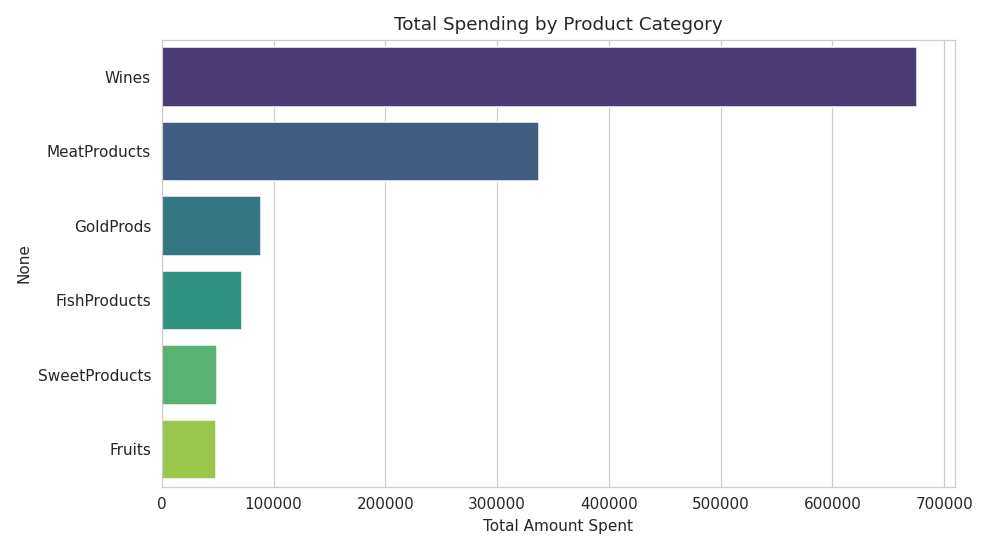 Total Spending by Product Category
Wines
MeatProducts
GoldProds
FishProducts
SweetProducts
Fruits
None
0 100000 200000 300000 400000 500000 600000 700000
Total Amount Spent